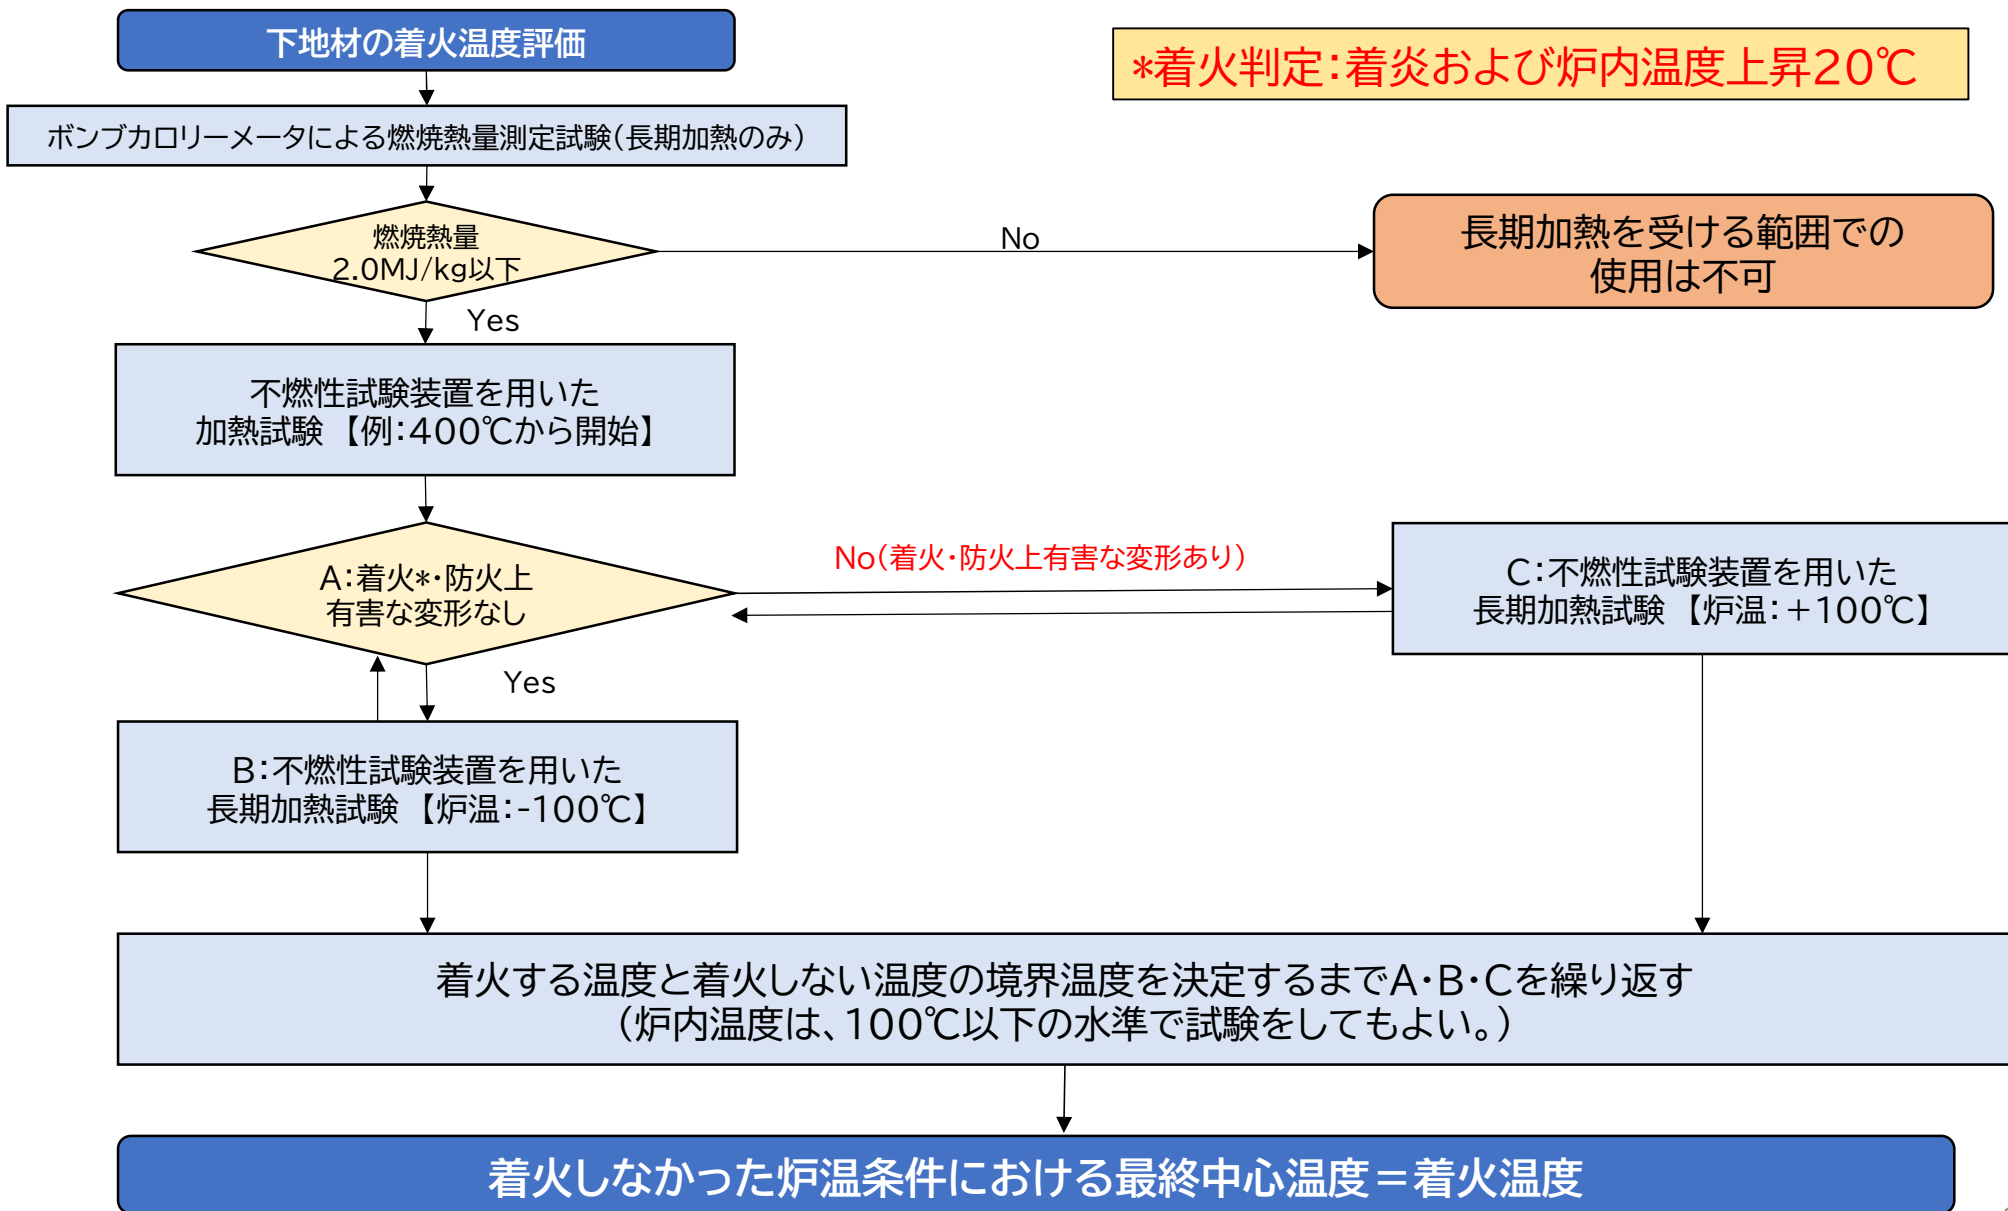 下地材の着火温度評価
*着火判定:着炎および炉内温度上昇20℃
ボンブカロリーメータによる燃焼熱量測定試験(長期加熱のみ)
燃焼熱量
2.0MJ/kg以下
No
長期加熱を受ける範囲での
使用は不可
Yes
不燃性試験装置を用いた
加熱試験【例:400℃から開始】
A:着火*・防火上
有害な変形なし
No(着火・防火上有害な変形あり)
C:不燃性試験装置を用いた
長期加熱試験【炉温:+100℃】
Yes
B:不燃性試験装置を用いた
長期加熱試験【炉温:-100℃】
着火する温度と着火しない温度の境界温度を決定するまでA・B・Cを繰り返す
(炉内温度は、100℃以下の水準で試験をしてもよい。)
着火しなかった炉温条件における最終中心温度=着火温度